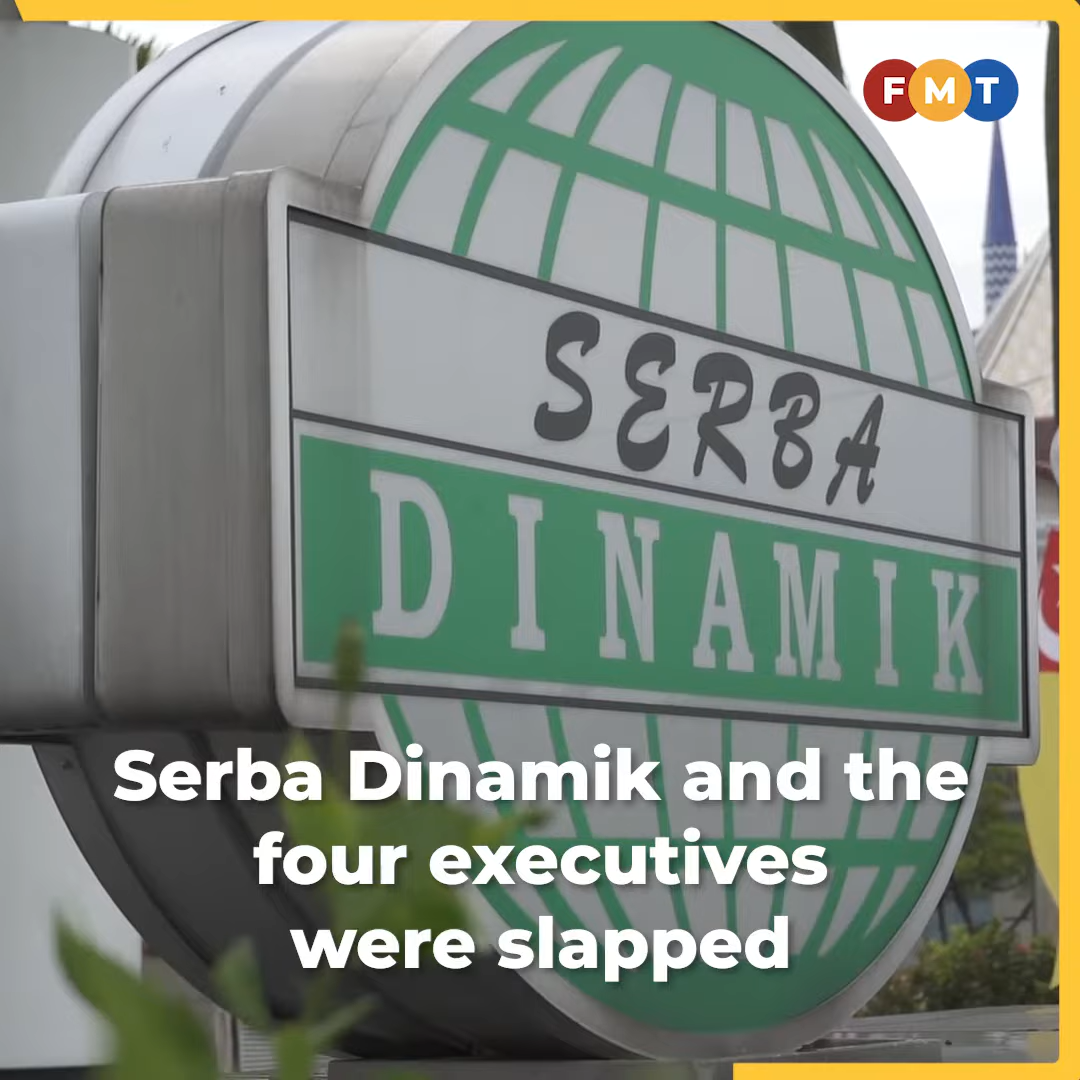 FMT
SERBA
DINAMIK
Serba Dinamik and the
four executives
were slapped